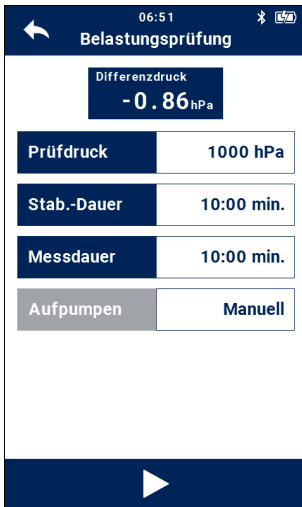 06:51
Belastungsprüfung
Differenzdruck
-0.86hPa
Prüfdruck 1000 hPa
Stab.-Dauer 10:00 min.
Messdauer 10:00 min.
Aufpumpen Manuell